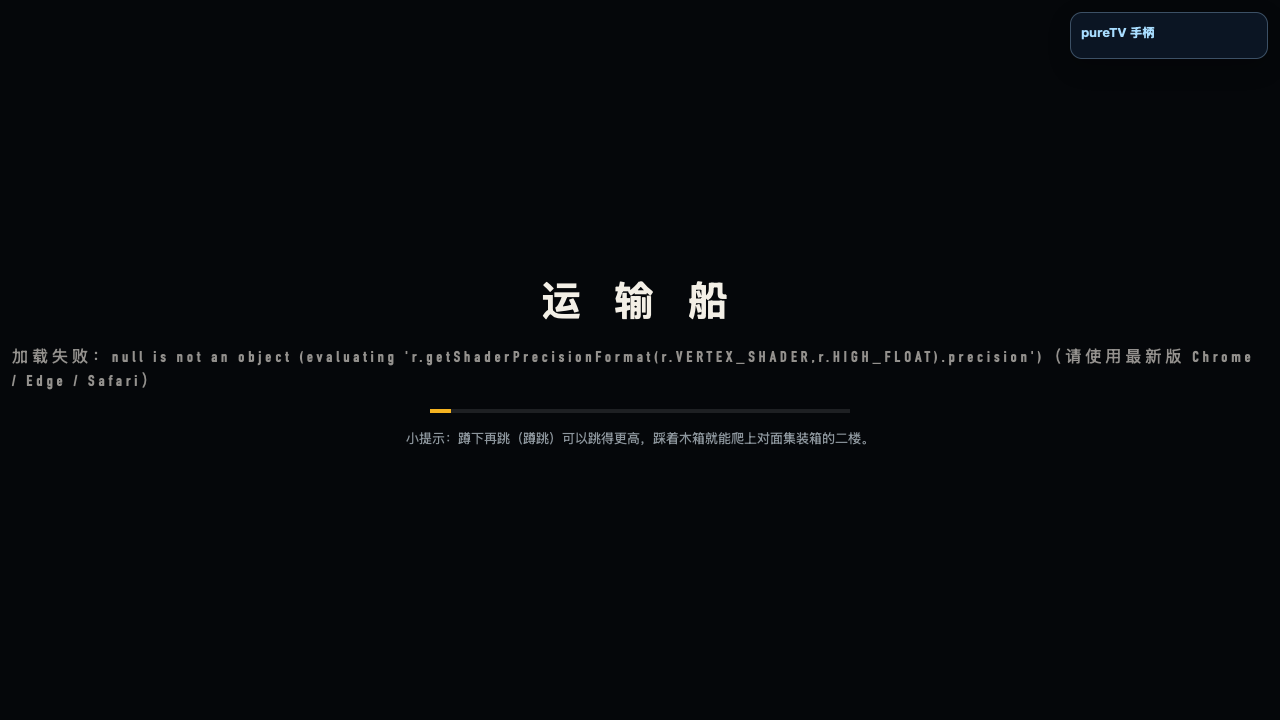 pureTV 手柄
运输船
加载失败：null is not an object (evaluating 'r.getShaderPrecisionFormat(r.VERTEX_SHADER,r.HIGH_FLOAT).precision')（请使用最新版 Chrome
/ Edge / Safari）
小提示：蹲下再跳（蹲跳）可以跳得更高，踩着木箱就能爬上对面集装箱的二楼。